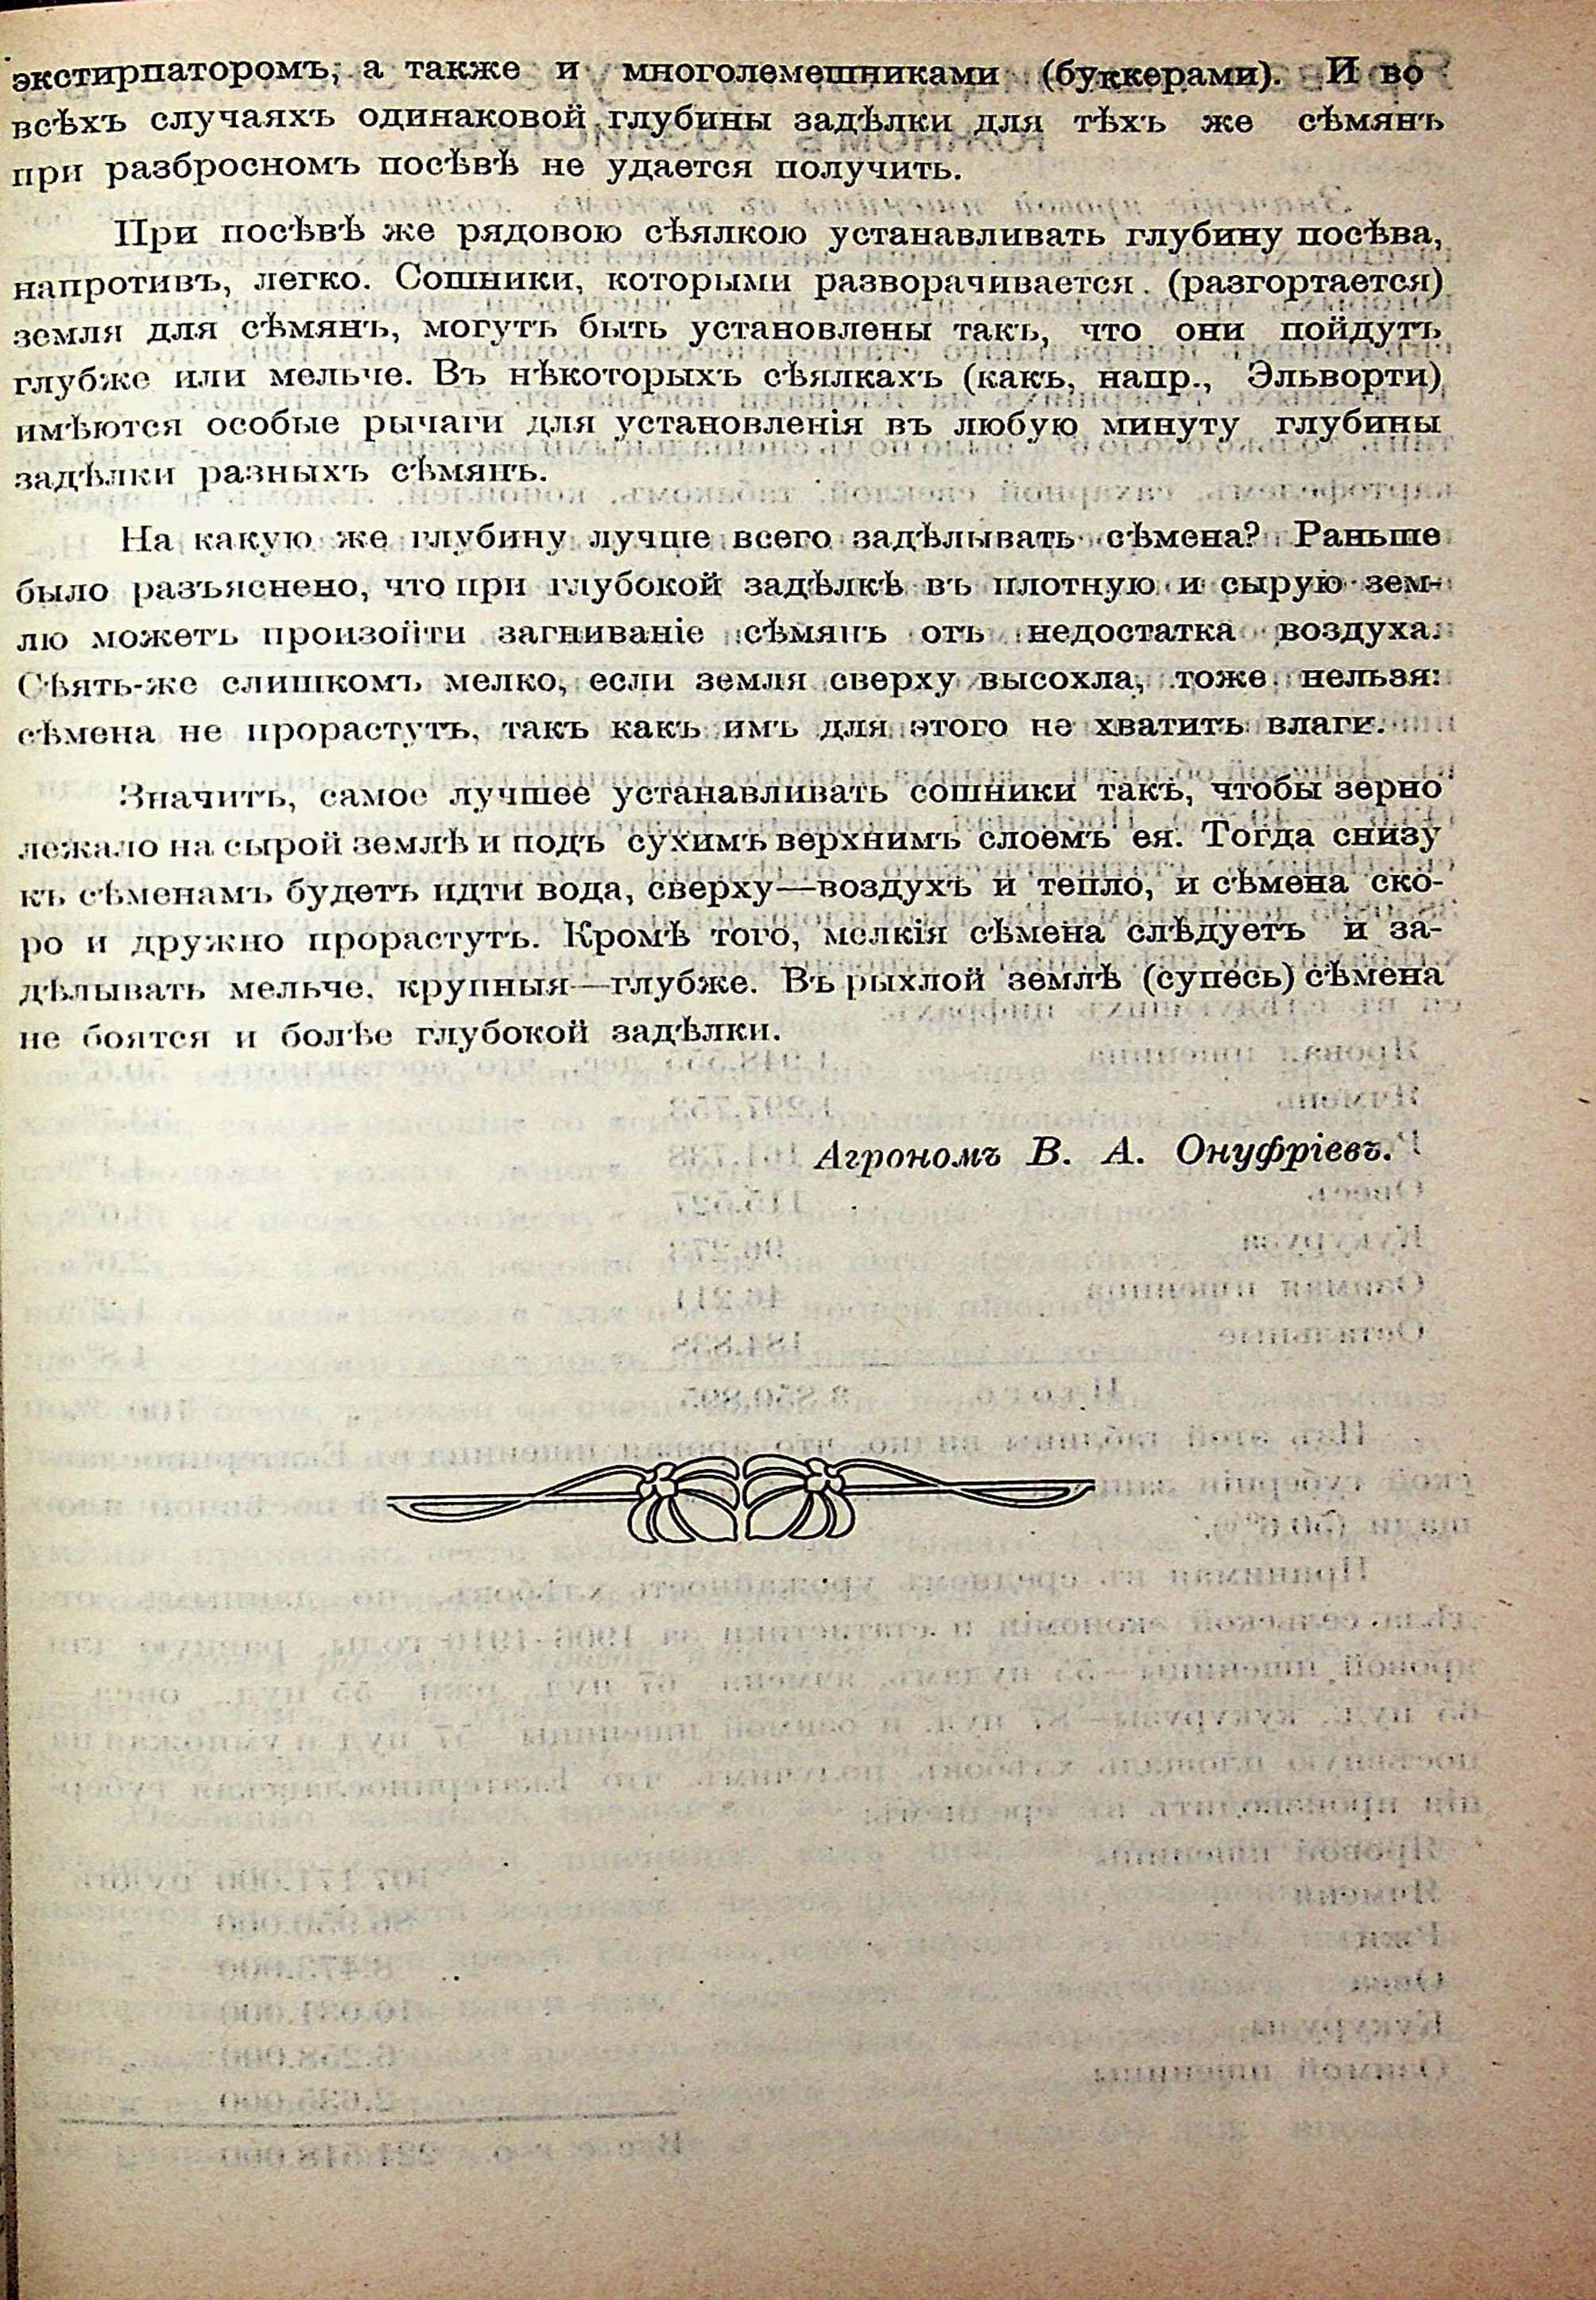 экстирпаторомъ, а также и многолемешниками (буккерами). И во
всѣхъ случаяхъ одинаковой глубины задѣлки для тѣхъ же сѣмянъ
при разбросномъ посѣвѣ не удается получить.
При посѣвѣ же рядовою сѣялкою устанавливать глубину посѣва,
напротивъ, легко. Сошники, которыми разворачивается (разгортается)
земля для сѣмянъ, могутъ быть установлены такъ, что они пойдутъ
глубже или мельче. Въ нѣкоторыхъ сѣялкахъ (какъ, напр., Эльворти)
имѣются особые рычаги для установленія въ любую минуту глубины
задѣлки разныхъ сѣмянъ.
На какую же глубину лучше всего задѣлывать сѣмена? Раньше
было разъяснено, что при глубокой задѣлкѣ въ плотную и сырую зем-
лю можетъ произойти загниваніе сѣмянъ отъ недостатка воздуха.
Сѣять-же слишкомъ мелко, если земля сверху высохла, тоже нельзя:
сѣмена не прорастутъ, такъ какъ имъ для этого не хватитъ влаги.
Значитъ, самое лучшее устанавливать сошники такъ, чтобы зерно
лежало на сырой землѣ и подъ сухимъ верхнимъ слоемъ ея. Тогда снизу
къ сѣменамъ будетъ идти вода, сверху—воздухъ и тепло, и сѣмена ско-
ро и дружно прорастутъ. Кромѣ того, мелкія сѣмена слѣдуетъ и за-
дѣлывать мельче, крупныя—глубже. Въ рыхлой землѣ (супесь) сѣмена
не боятся и болѣе глубокой задѣлки.
Агрономъ В. А. Онуфріевъ.